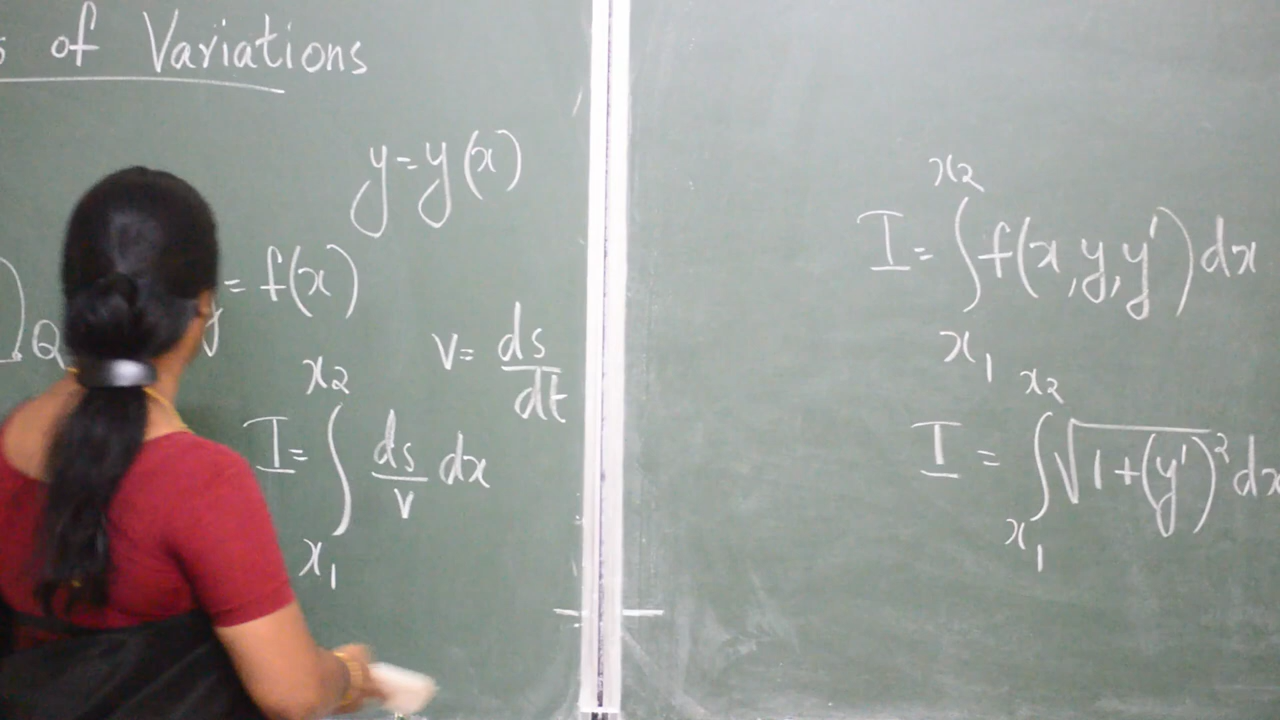 of Variations
y=y(x)
Q
y = f(x)
v= ds/dt
I= ∫_{x1}^{x2} ds/v dx
I= ∫_{x1}^{x2} f(x,y,y')dx
I = ∫_{x1}^{x2} √1+(y')² dx